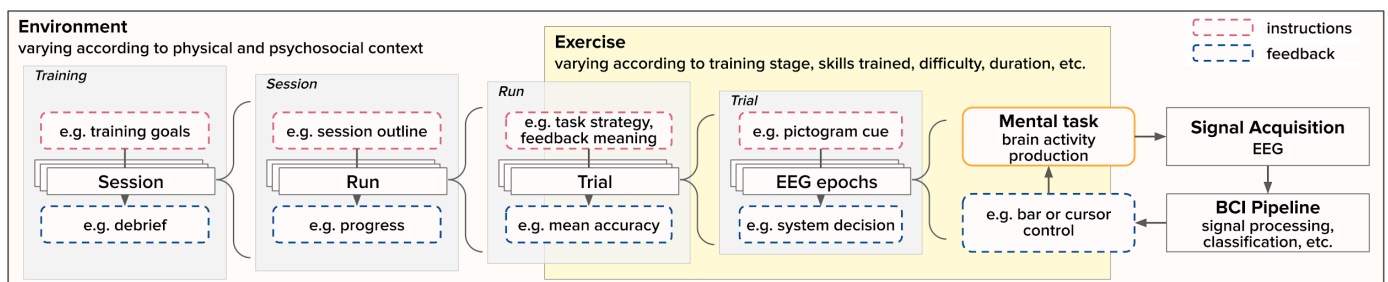 Environment
varying according to physical and psychosocial context
instructions
feedback
Exercise
varying according to training stage, skills trained, difficulty, duration, etc.
Training
e.g. training goals
Session
e.g. debrief
Session
e.g. session outline
Run
e.g. progress
Run
e.g. task strategy,
feedback meaning
Trial
e.g. mean accuracy
Trial
e.g. pictogram cue
EEG epochs
e.g. system decision
Mental task
brain activity
production
e.g. bar or cursor
control
Signal Acquisition
EEG
BCI Pipeline
signal processing,
classification, etc.